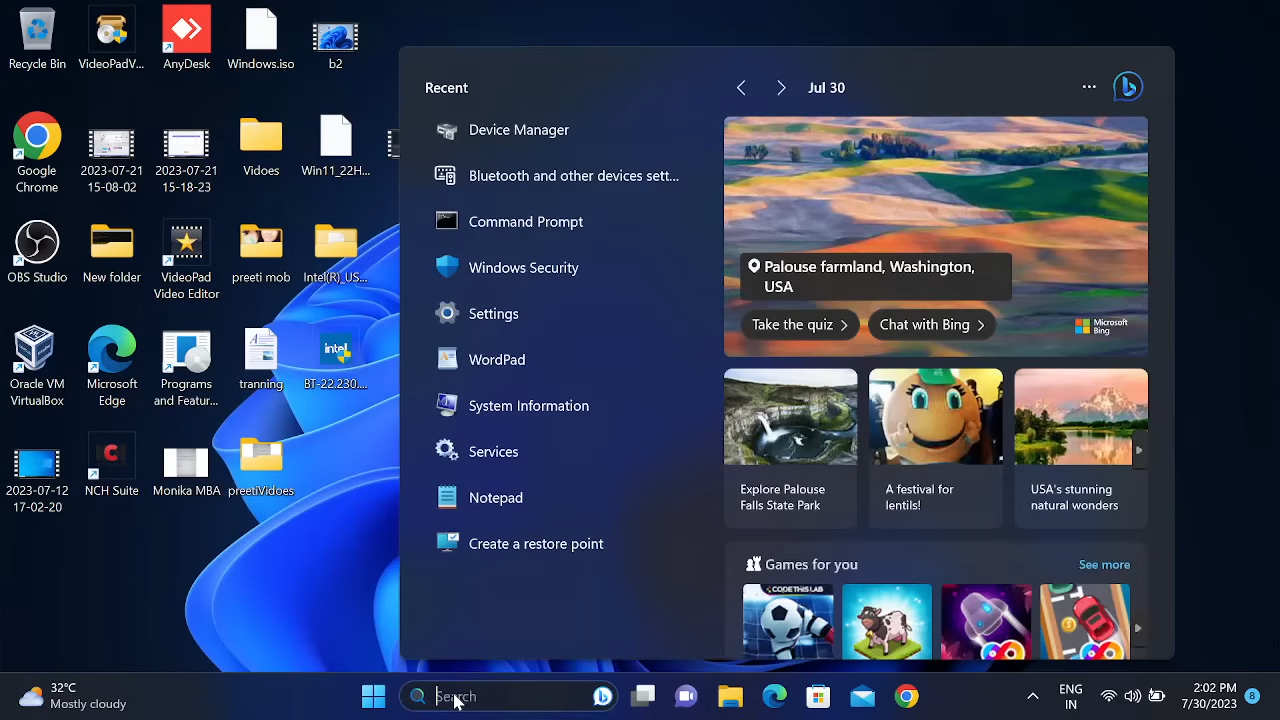 Recycle Bin
VideoPadV...
AnyDesk
Windows.iso
b2
Google
Chrome
2023-07-21
15-08-02
2023-07-21
15-18-23
Vidoes
Win11_22H...
OBS Studio
New folder
VideoPad
Video Editor
preeti mob
Intel(R)_US...
Oracle VM
VirtualBox
Microsoft
Edge
Programs
and Featur...
tranning
intel
BT-22.230....
2023-07-12
17-02-20
NCH Suite
Monika MBA
preetiVidoes
Recent
Device Manager
Bluetooth and other devices sett...
Command Prompt
Windows Security
Settings
WordPad
System Information
Services
Notepad
Create a restore point
Jul 30
Palouse farmland, Washington,
USA
Take the quiz
Chat with Bing
Microsoft
Bing
Explore Palouse
Falls State Park
A festival for
lentils!
USA's stunning
natural wonders
Games for you
See more
CODETHISLAB
32°C
Mostly cloudy
Search
ENG
IN
2:02 PM
7/30/2023
8